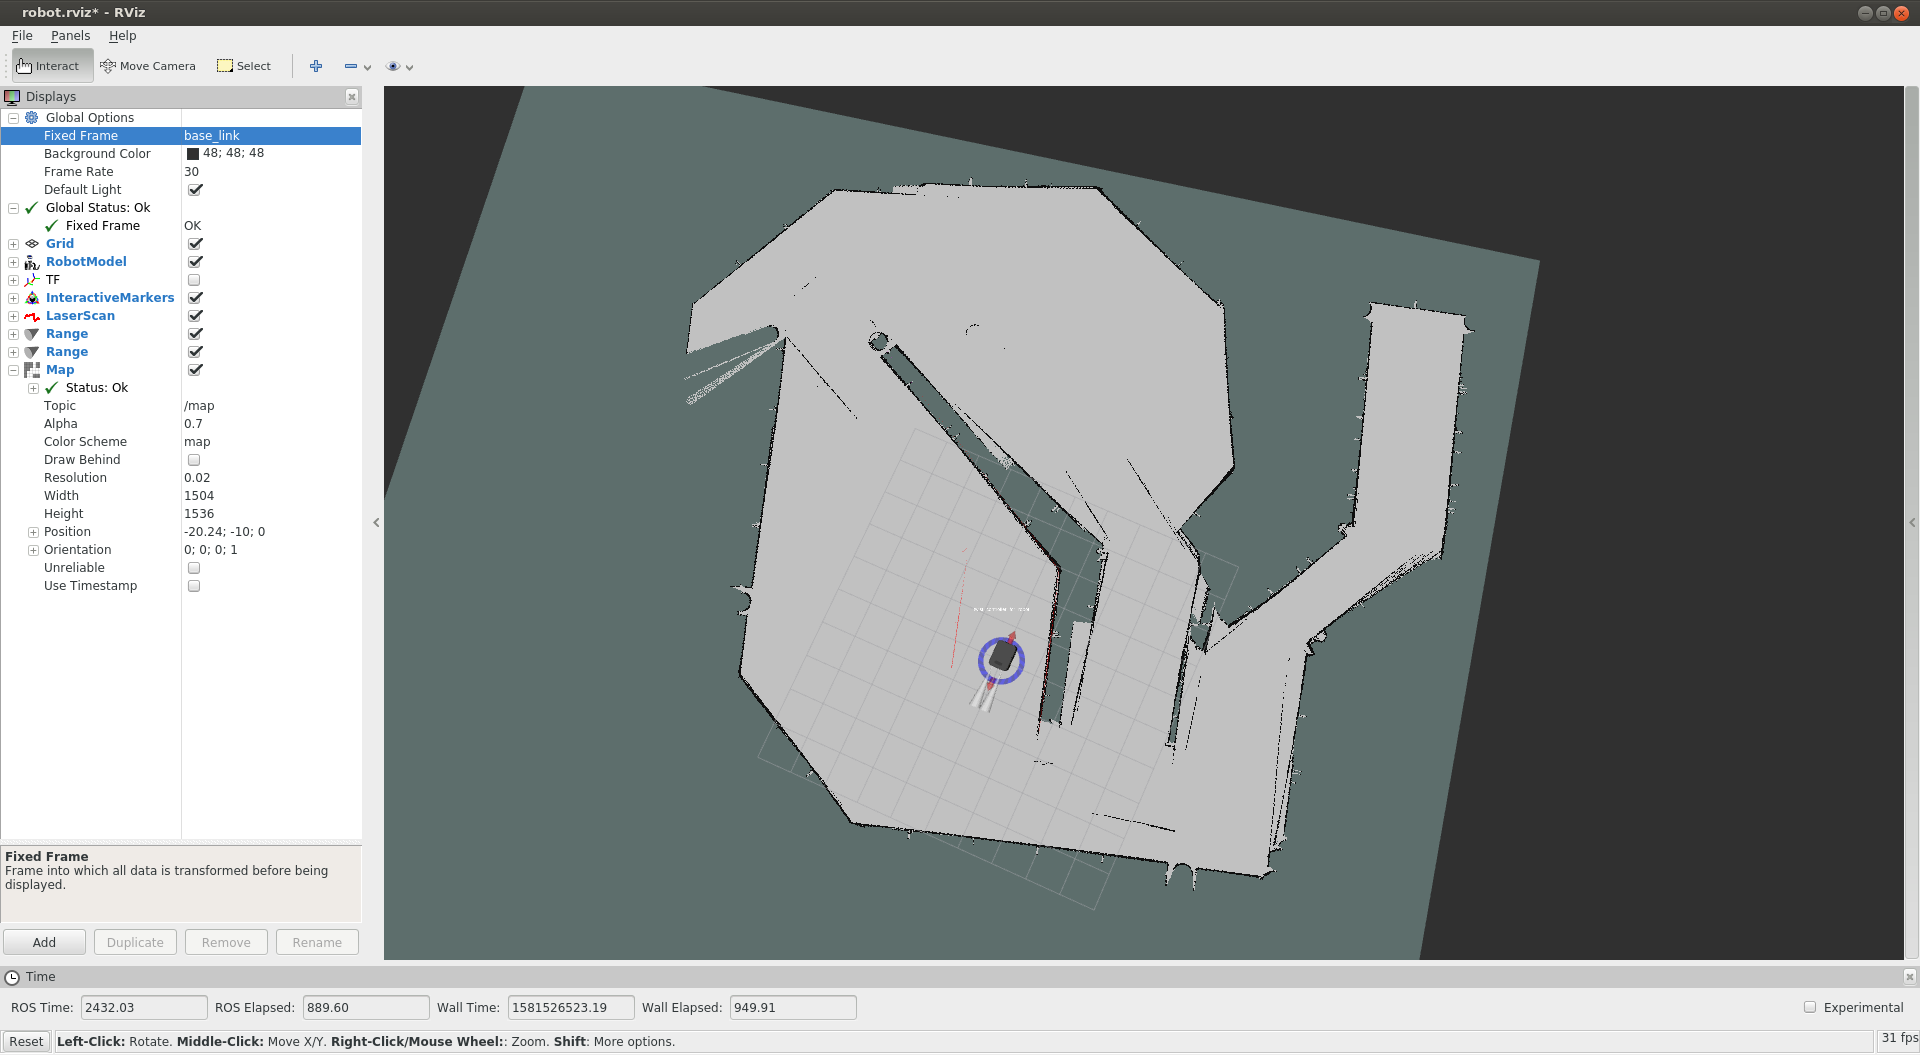 robot.rviz* - RViz
File Panels Help
Interact Move Camera Select
Displays
Global Options
Fixed Frame base_link
Background Color 48; 48; 48
Frame Rate 30
Default Light
Global Status: Ok
Fixed Frame OK
Grid
RobotModel
TF
InteractiveMarkers
LaserScan
Range
Range
Map
Status: Ok
Topic /map
Alpha 0.7
Color Scheme map
Draw Behind
Resolution 0.02
Width 1504
Height 1536
Position -20.24; -10; 0
Orientation 0; 0; 0; 1
Unreliable
Use Timestamp
Fixed Frame
Frame into which all data is transformed before being
displayed.
Add Duplicate Remove Rename
Time
ROS Time: 2432.03 ROS Elapsed: 889.60 Wall Time: 1581526523.19 Wall Elapsed: 949.91 Experimental
Reset Left-Click: Rotate. Middle-Click: Move X/Y. Right-Click/Mouse Wheel:: Zoom. Shift: More options. 31 fps